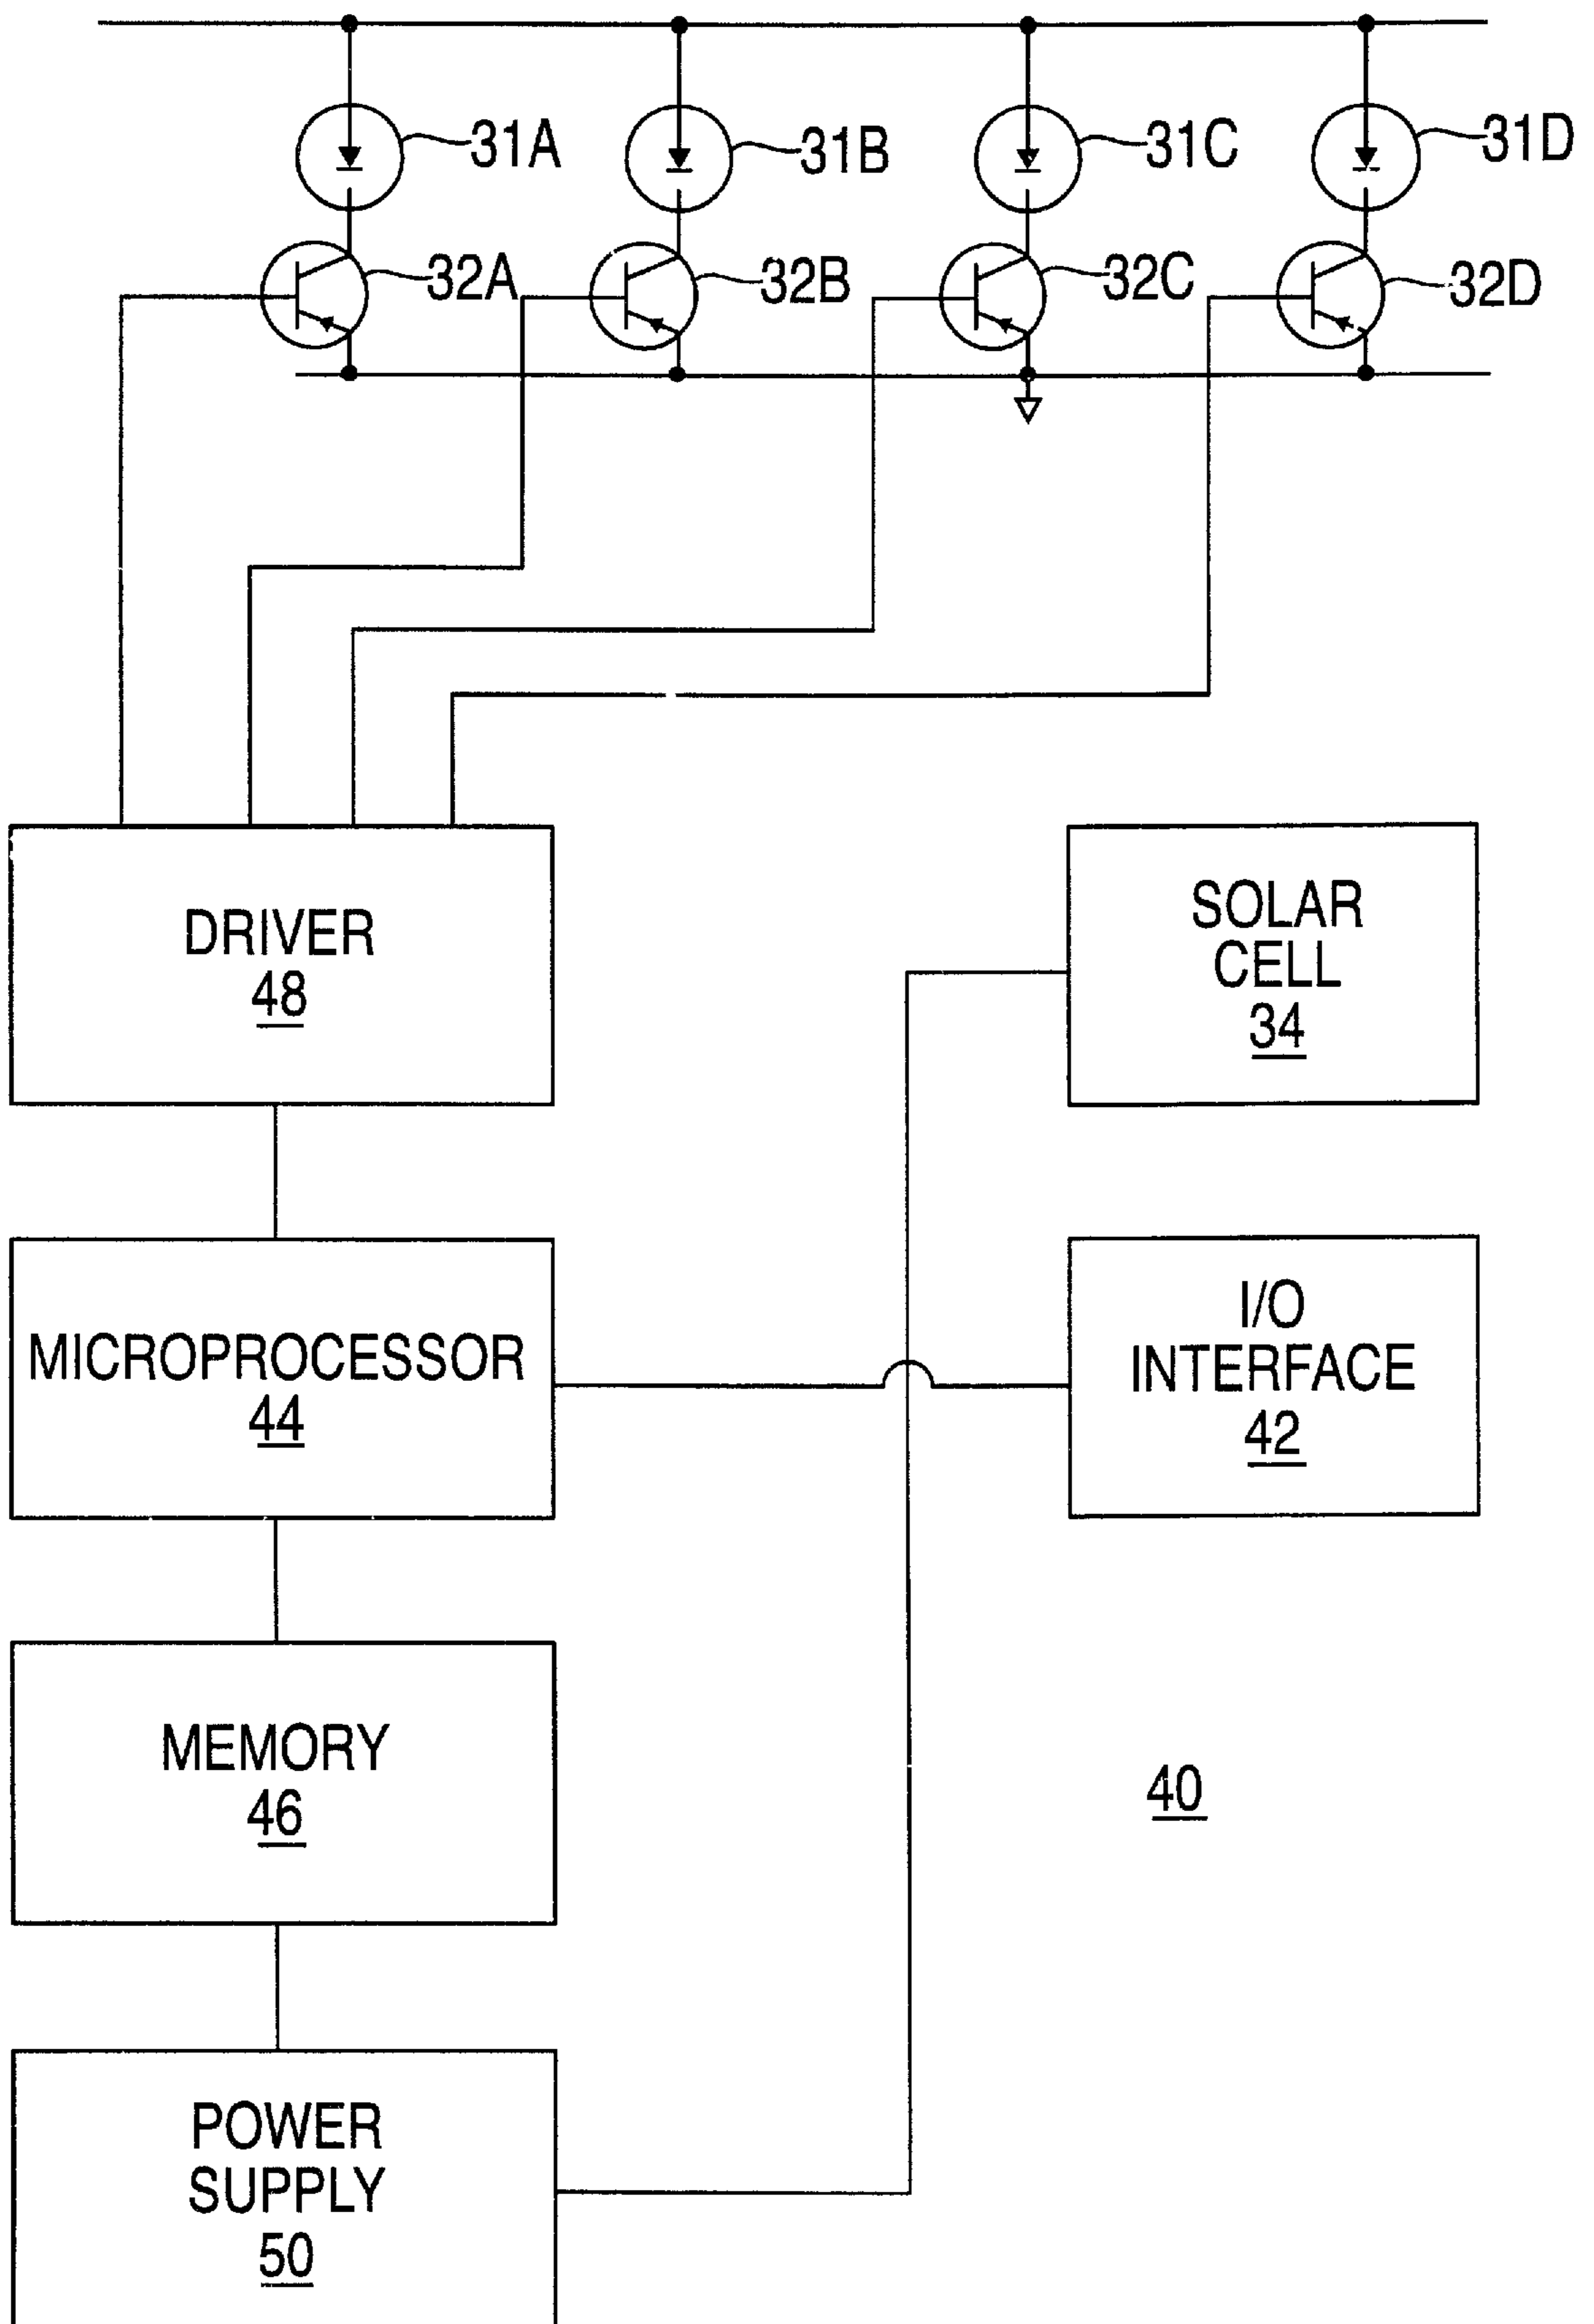 31A
31B
31C
31D
32A
32B
32C
32D
DRIVER
48
SOLAR
CELL
34
MICROPROCESSOR
44
I/O
INTERFACE
42
MEMORY
46
40
POWER
SUPPLY
50